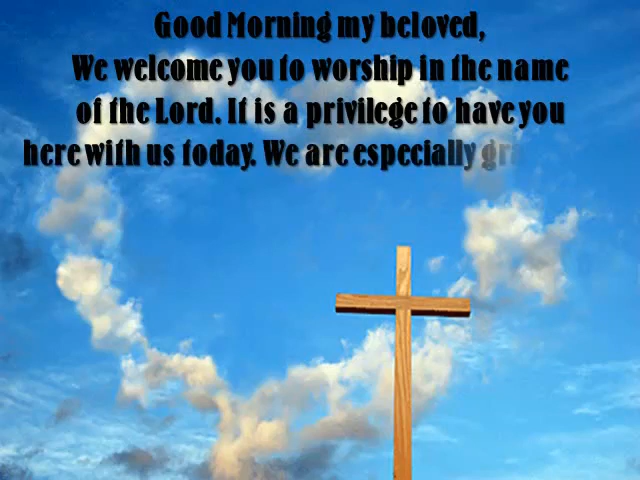 Good Morning my beloved,
We welcome you to worship in the name
of the Lord. It is a privilege to have you
here with us today. We are especially